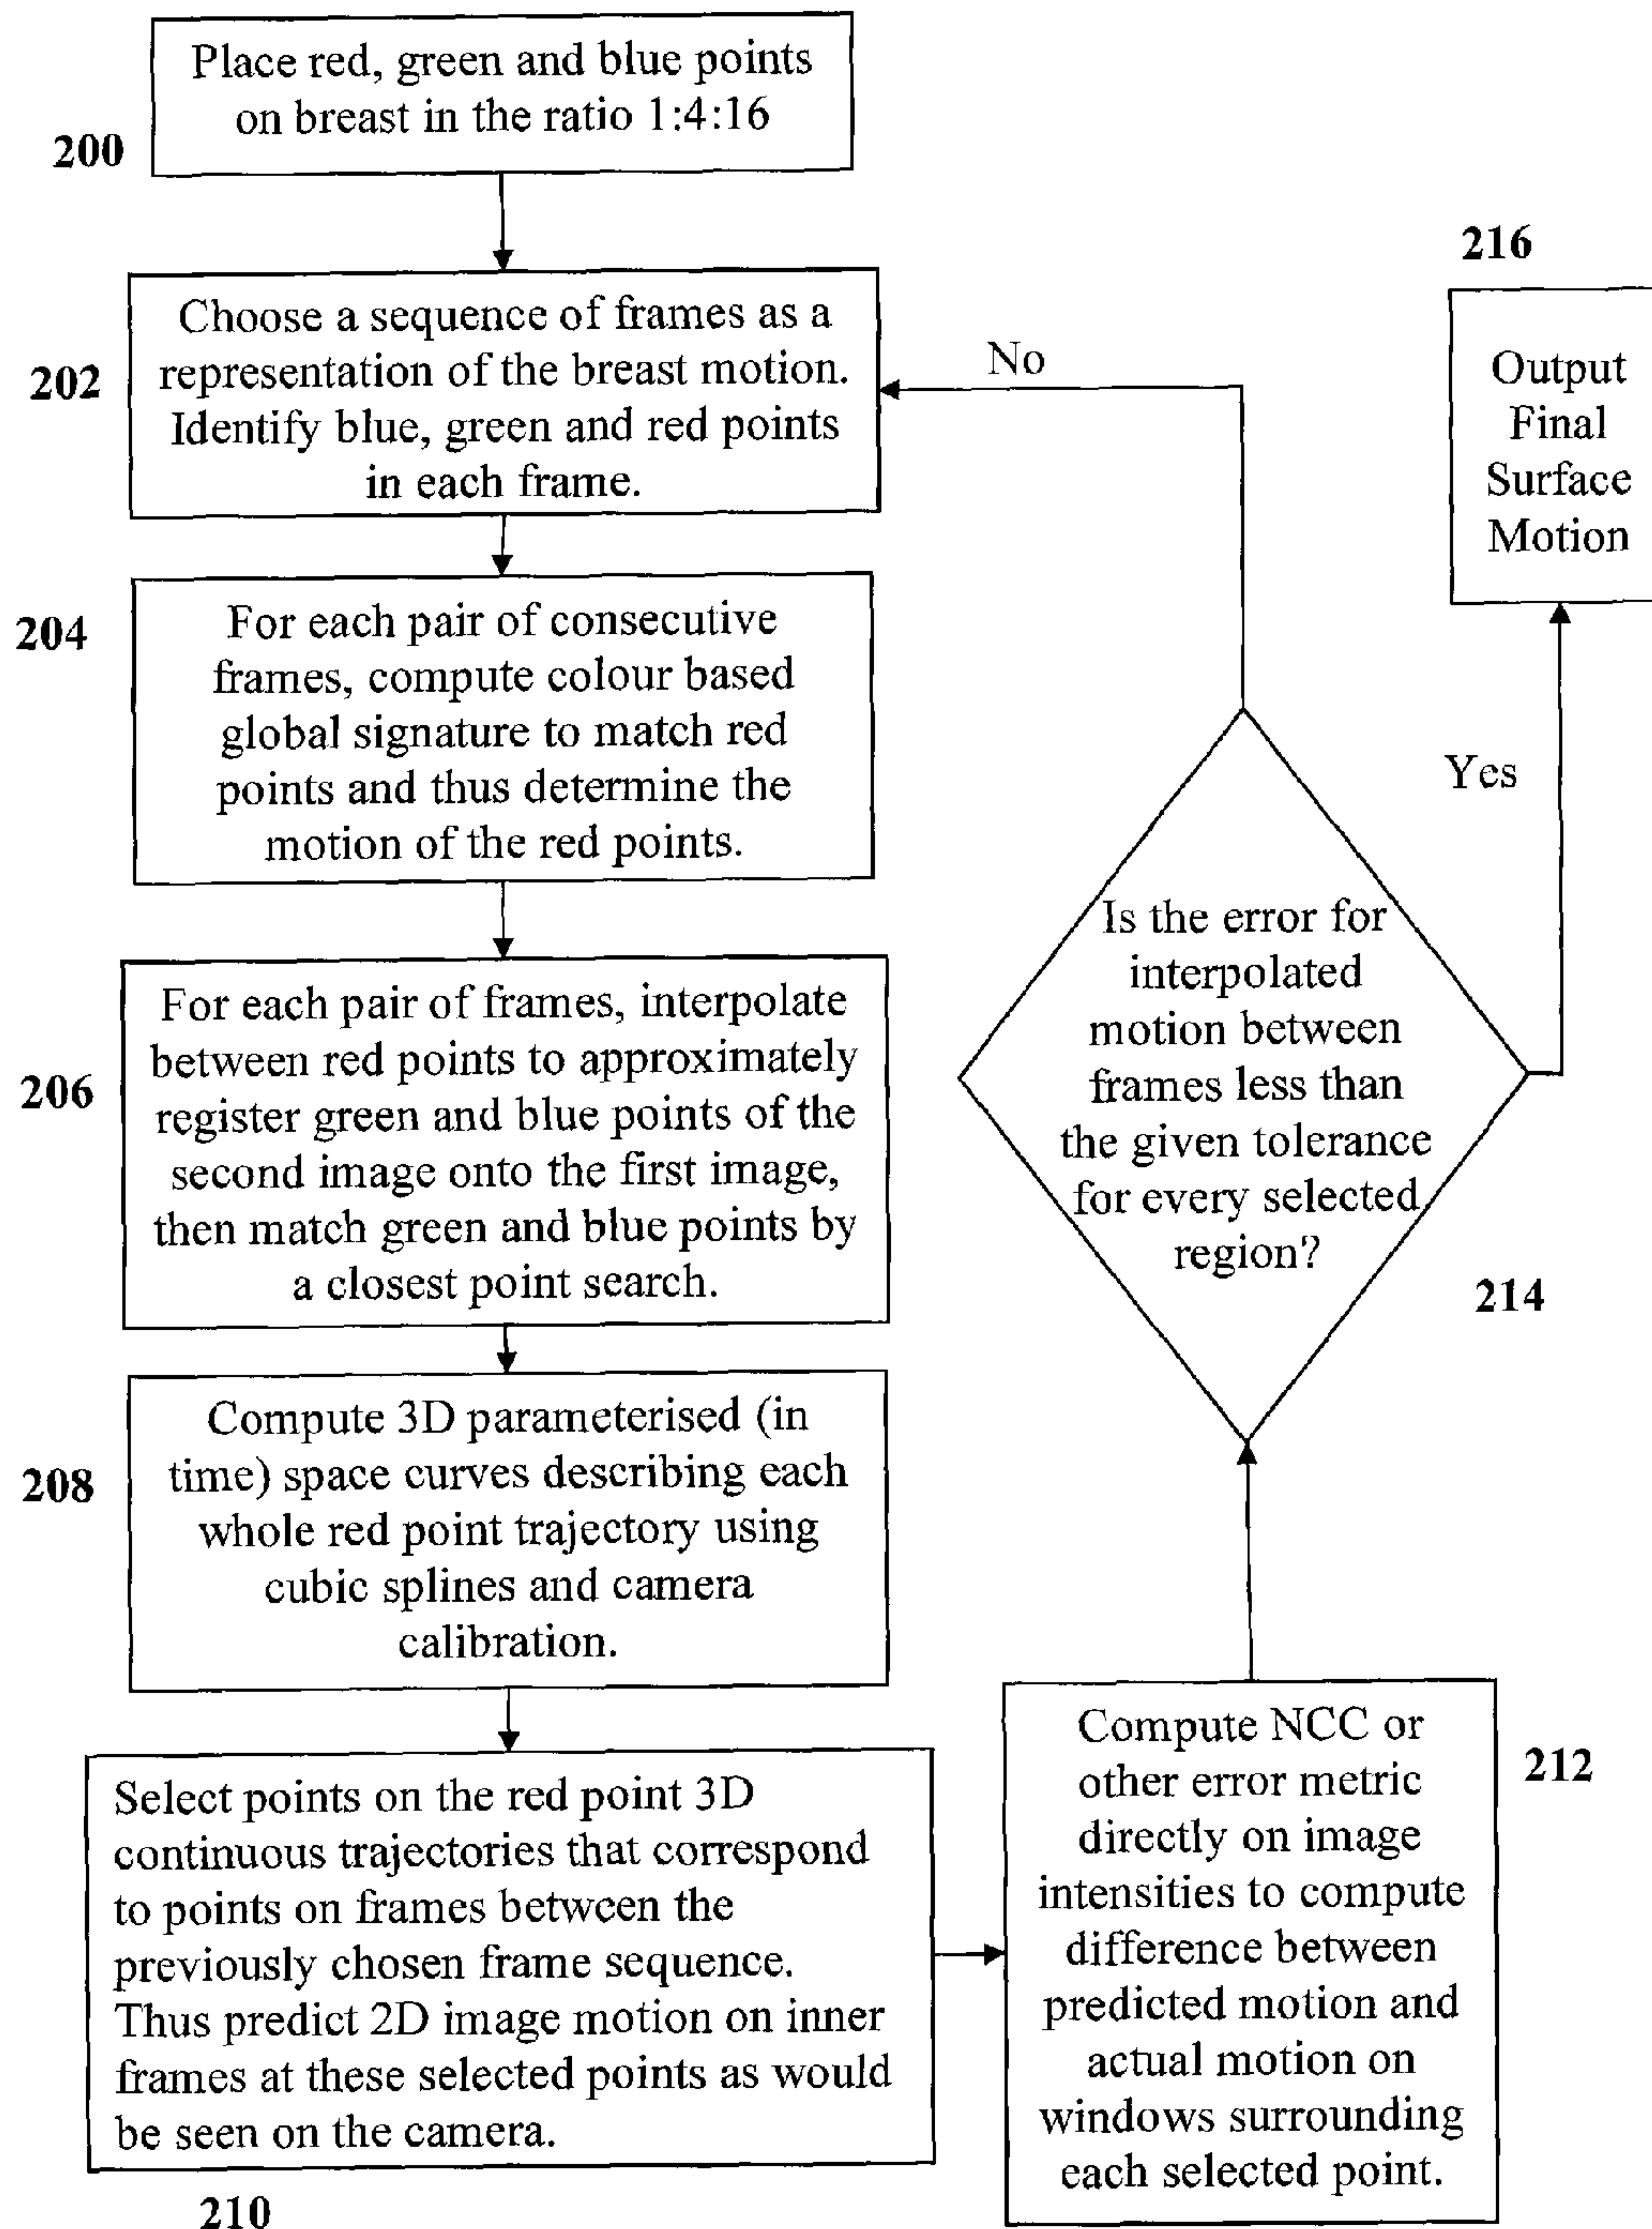 Place red, green and blue points
on breast in the ratio 1:4:16
200
Choose a sequence of frames as a
representation of the breast motion.
Identify blue, green and red points
in each frame.
202
For each pair of consecutive
frames, compute colour based
global signature to match red
points and thus determine the
motion of the red points.
204
For each pair of frames, interpolate
between red points to approximately
register green and blue points of the
second image onto the first image,
then match green and blue points by
a closest point search.
206
Compute 3D parameterised (in
time) space curves describing each
whole red point trajectory using
cubic splines and camera
calibration.
208
Select points on the red point 3D
continuous trajectories that correspond
to points on frames between the
previously chosen frame sequence.
Thus predict 2D image motion on inner
frames at these selected points as would
be seen on the camera.
210
Compute NCC or
other error metric
directly on image
intensities to compute
difference between
predicted motion and
actual motion on
windows surrounding
each selected point.
212
Is the error for
interpolated
motion between
frames less than
the given tolerance
for every selected
region?
214
No
Yes
216
Output
Final
Surface
Motion